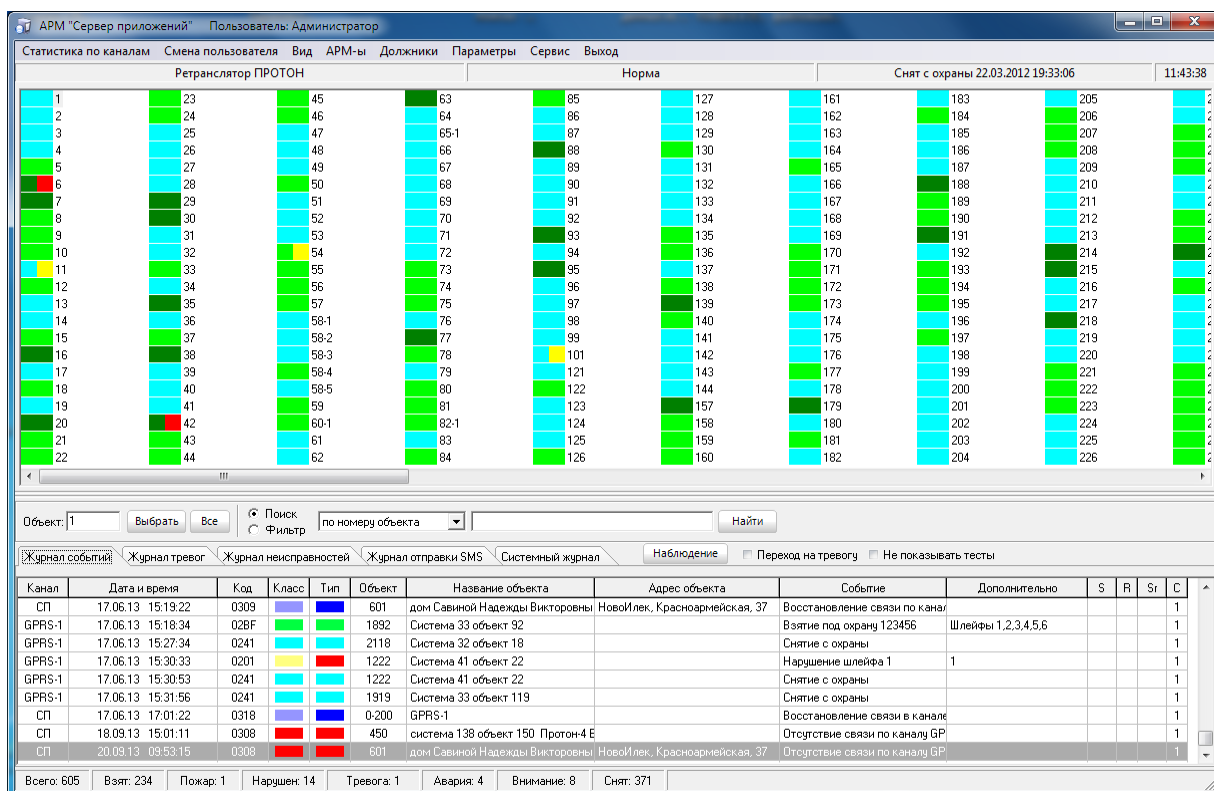 АРМ "Сервер приложений" Пользователь: Администратор
Статистика по каналам Смена пользователя Вид АРМ-ы Должники Параметры Сервис Выход
Ретранслятор ПРОТОН Норма Снят с охраны 22.03.2012 19:33:06 11:43:38
1 23 45 63 85 127 161 183 205
2 24 46 64 86 128 162 184 206
3 25 47 65-1 87 129 163 185 207
4 26 48 66 88 130 164 186 208
5 27 49 67 89 131 165 187 209
6 28 50 68 90 132 166 188 210
7 29 51 69 91 133 167 189 211
8 30 52 70 92 134 168 190 212
9 31 53 71 93 135 169 191 213
10 32 54 72 94 136 170 192 214
11 33 55 73 95 137 171 193 215
12 34 56 74 96 138 172 194 216
13 35 57 75 97 139 173 195 217
14 36 58-1 76 98 140 174 196 218
15 37 58-2 77 99 141 175 197 219
16 38 58-3 78 101 142 176 198 220
17 39 58-4 79 121 143 177 199 221
18 40 58-5 80 122 144 178 200 222
19 41 59 81 123 157 179 201 223
20 42 60-1 82-1 124 158 180 202 224
21 43 61 83 125 159 181 203 225
22 44 62 84 126 160 182 204 226
Объект: 1 Выбрать Все Поиск Фильтр по номеру объекта Найти
Журнал событий Журнал тревог Журнал неисправностей Журнал отправки SMS Системный журнал Наблюдение Переход на тревогу Не показывать тесты
Канал Дата и время Код Класс Тип Объект Название объекта Адрес объекта Событие Дополнительно S R Sr C
СП 17.06.13 15:19:22 0309 601 дом Савиной Надежды Викторовны НовоИлек, Красноармейская, 37 Восстановление связи по кана 1
GPRS-1 17.06.13 15:18:34 02BF 1892 Система 33 объект 92 Взятие под охрану 123456 Шлейфы 1,2,3,4,5,6 1
GPRS-1 17.06.13 15:27:34 0241 2118 Система 32 объект 18 Снятие с охраны 1
GPRS-1 17.06.13 15:30:33 0201 1222 Система 41 объект 22 Нарушение шлейфа 1 1 1
GPRS-1 17.06.13 15:30:53 0241 1222 Система 41 объект 22 Снятие с охраны 1
GPRS-1 17.06.13 15:31:56 0241 1919 Система 33 объект 119 Снятие с охраны 1
СП 17.06.13 17:01:22 0318 0-200 GPRS-1 Восстановление связи в канале 1
СП 18.09.13 15:01:11 0308 450 система 138 объект 150 Протон-4 Отсутствие связи по каналу GP 1
СП 20.09.13 09:53:15 0308 601 дом Савиной Надежды Викторовны НовоИлек, Красноармейская, 37 Отсутствие связи по каналу GP 1
Всего: 605 Взят: 234 Пожар: 1 Нарушен: 14 Тревога: 1 Авария: 4 Внимание: 8 Снят: 371